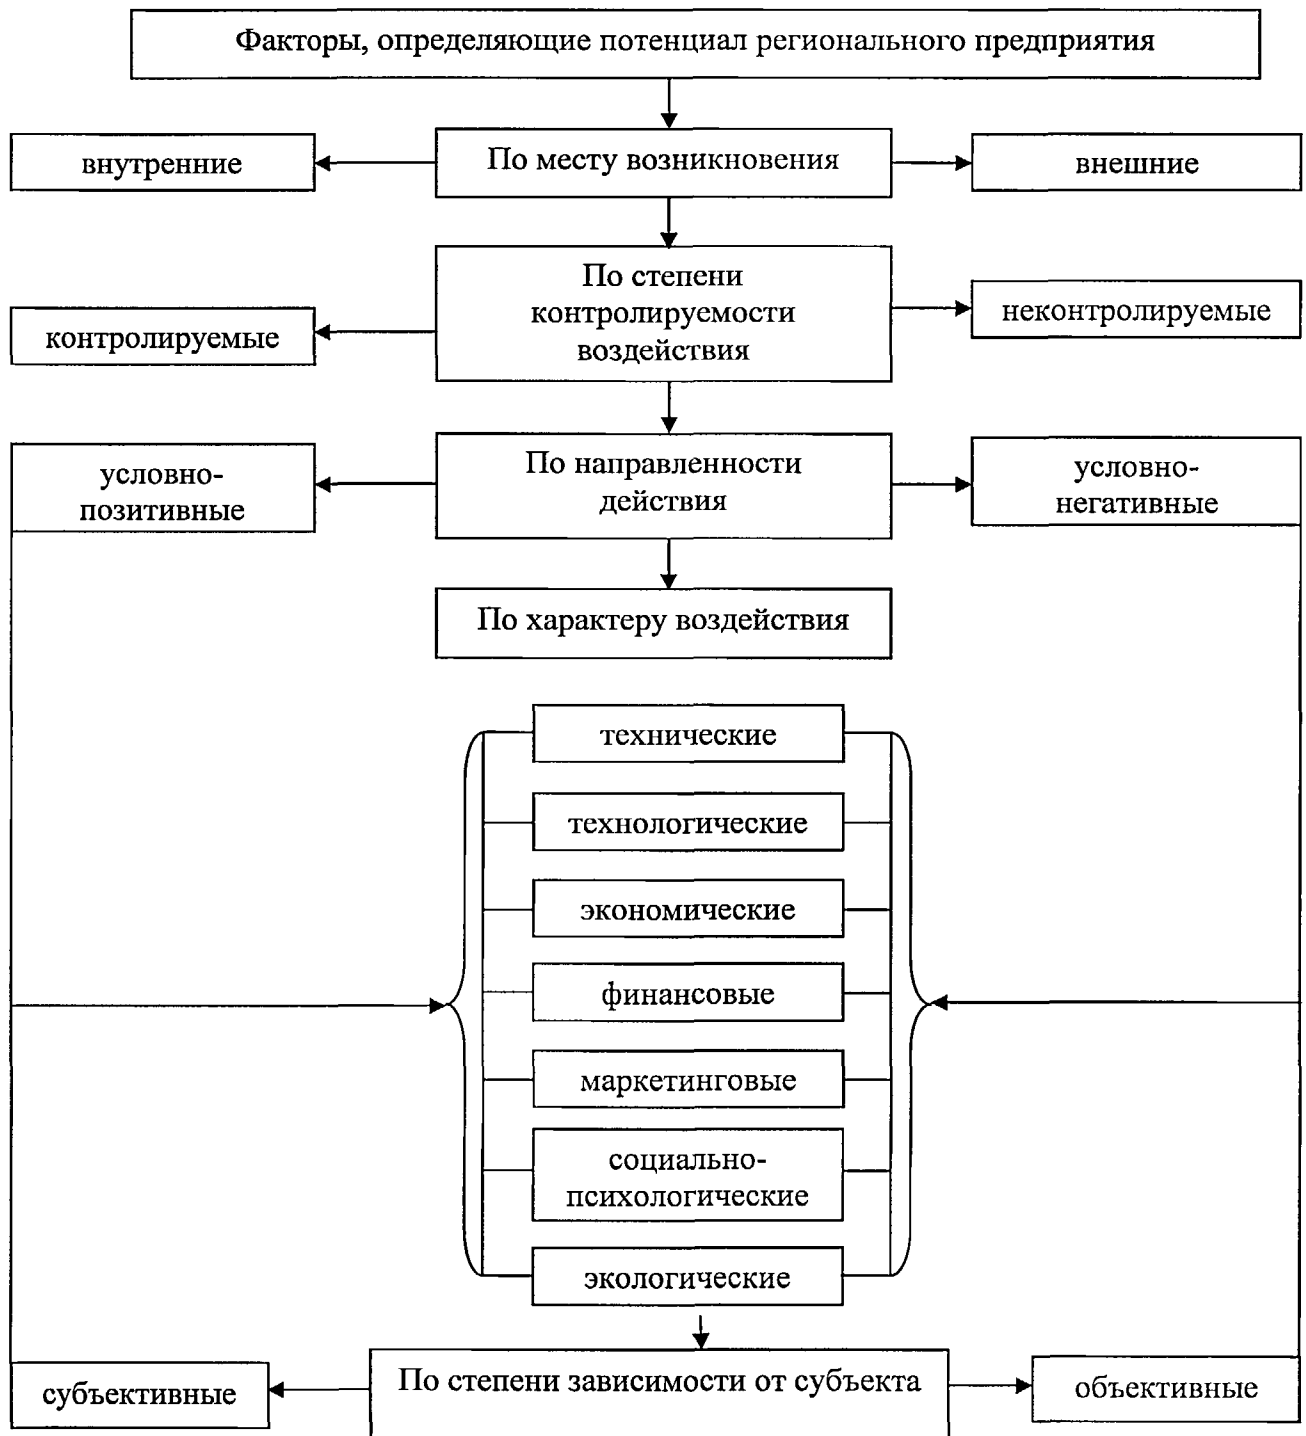 Факторы, определяющие потенциал регионального предприятия
внутренние
По месту возникновения
внешние
контролируемые
По степени
контролируемости
воздействия
неконтролируемые
условно-
позитивные
По направленности
действия
условно-
негативные
По характеру воздействия
технические
технологические
экономические
финансовые
маркетинговые
социально-
психологические
экологические
субъективные
По степени зависимости от субъекта
объективные